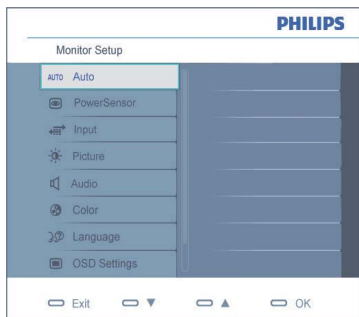 PHILIPS
Monitor Setup
AUTO Auto
PowerSensor
Input
Picture
Audio
Color
Language
OSD Settings
Exit ▼ ▲ OK